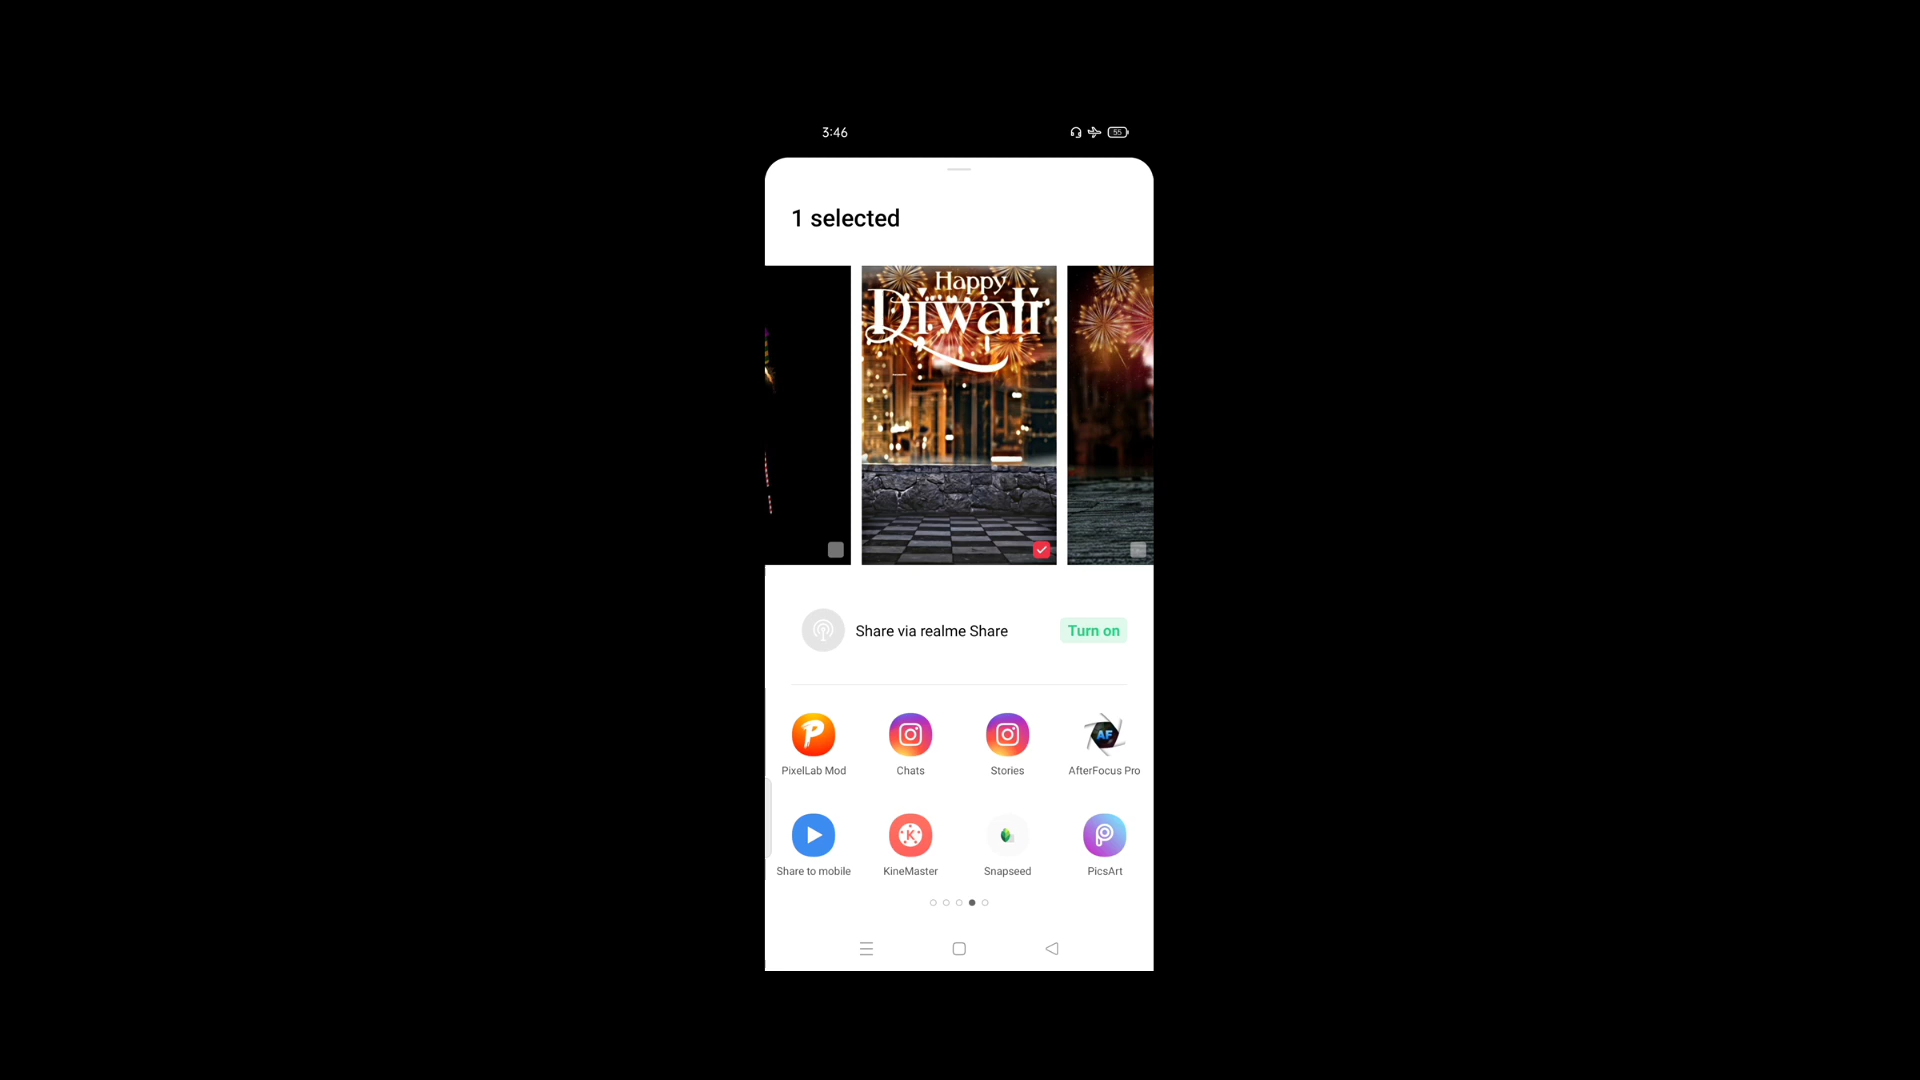 3:46
55
1 selected
Happy
Diwali
Share via realme Share
Turn on
P
AF
PixelLab Mod
Chats
Stories
AfterFocus Pro
K
P
Share to mobile
KineMaster
Snapseed
PicsArt